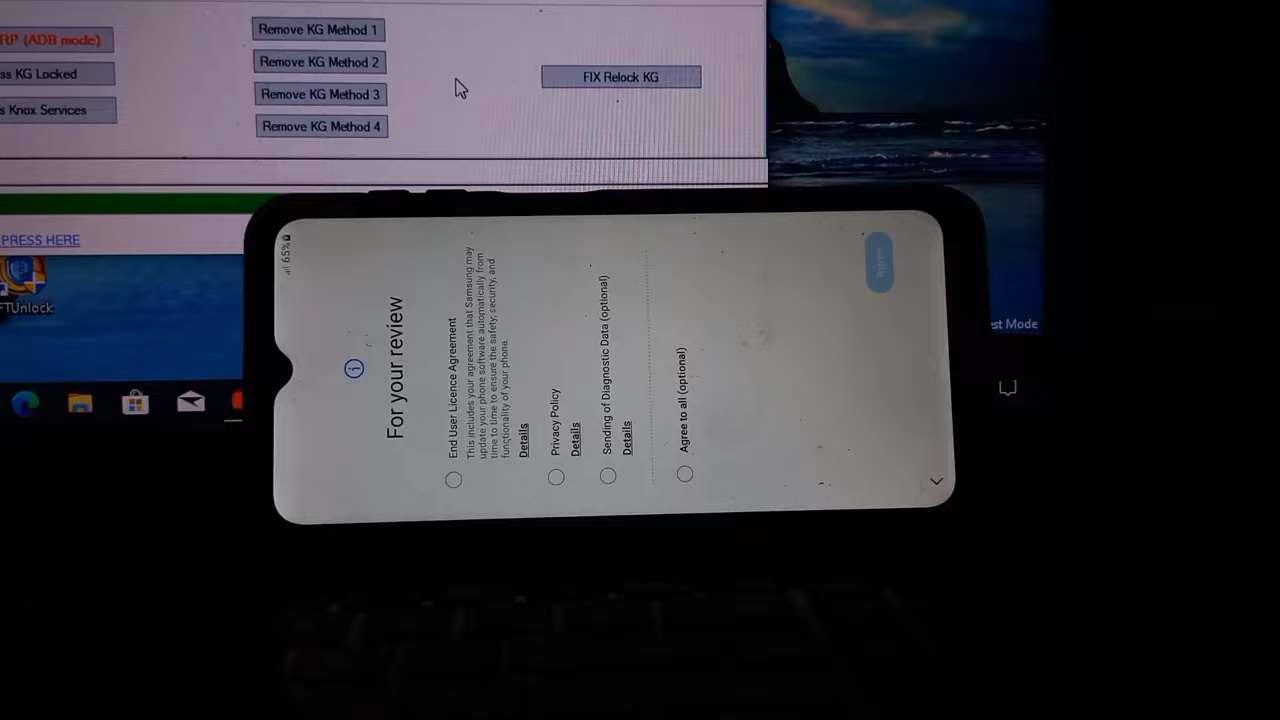 RP (ADB mode)
ss KG Locked
s Knox Services
Remove KG Method 1
Remove KG Method 2
Remove KG Method 3
Remove KG Method 4
FIX Relock KG
PRESS HERE
FTUnlock
st Mode
65%
For your review
End User Licence Agreement
This includes your agreement that Samsung may
update your phone software automatically from
time to time to ensure the safety, security, and
functionality of your phone.
Details
Privacy Policy
Details
Sending of Diagnostic Data (optional)
Details
Agree to all (optional)
Agree